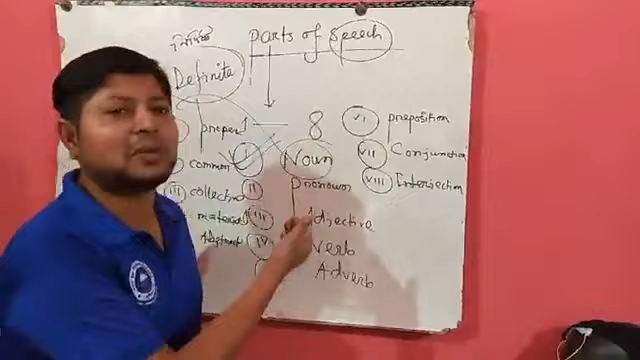 parts of speech
Definite
8
proper
common
collective
material
Abstract
I Noun
II Pronoun
III Adjective
IV Verb
Adverb
VI preposition
VII Conjunction
VIII Interjection